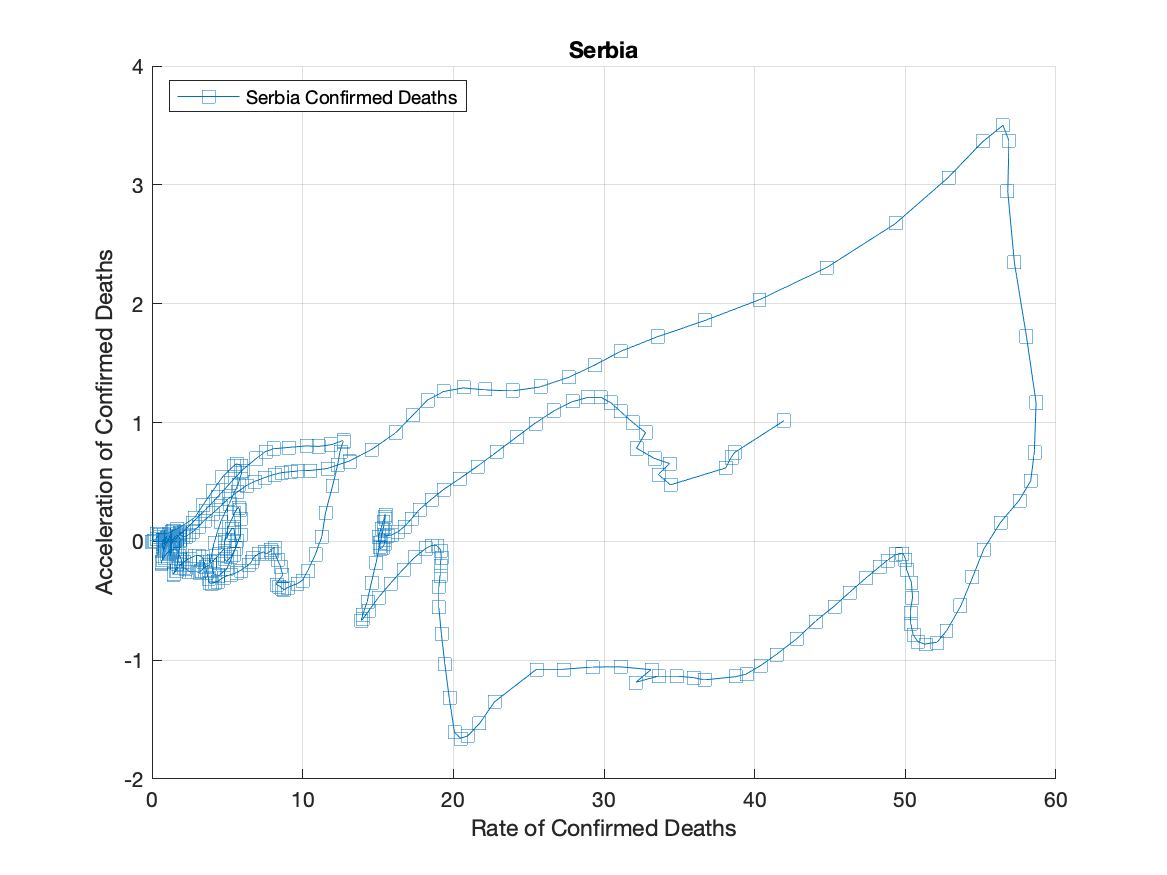 Serbia
Serbia Confirmed Deaths
Acceleration of Confirmed Deaths
4
3
2
1
0
-1
-2
0 10 20 30 40 50 60
Rate of Confirmed Deaths